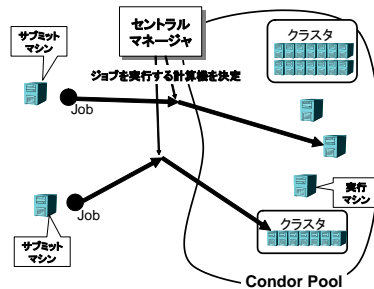 セントラル
マネージャ
サブミット
マシン
クラスタ
ジョブを実行する計算機を決定
Job
実行
マシン
Job
クラスタ
サブミット
マシン
Condor Pool